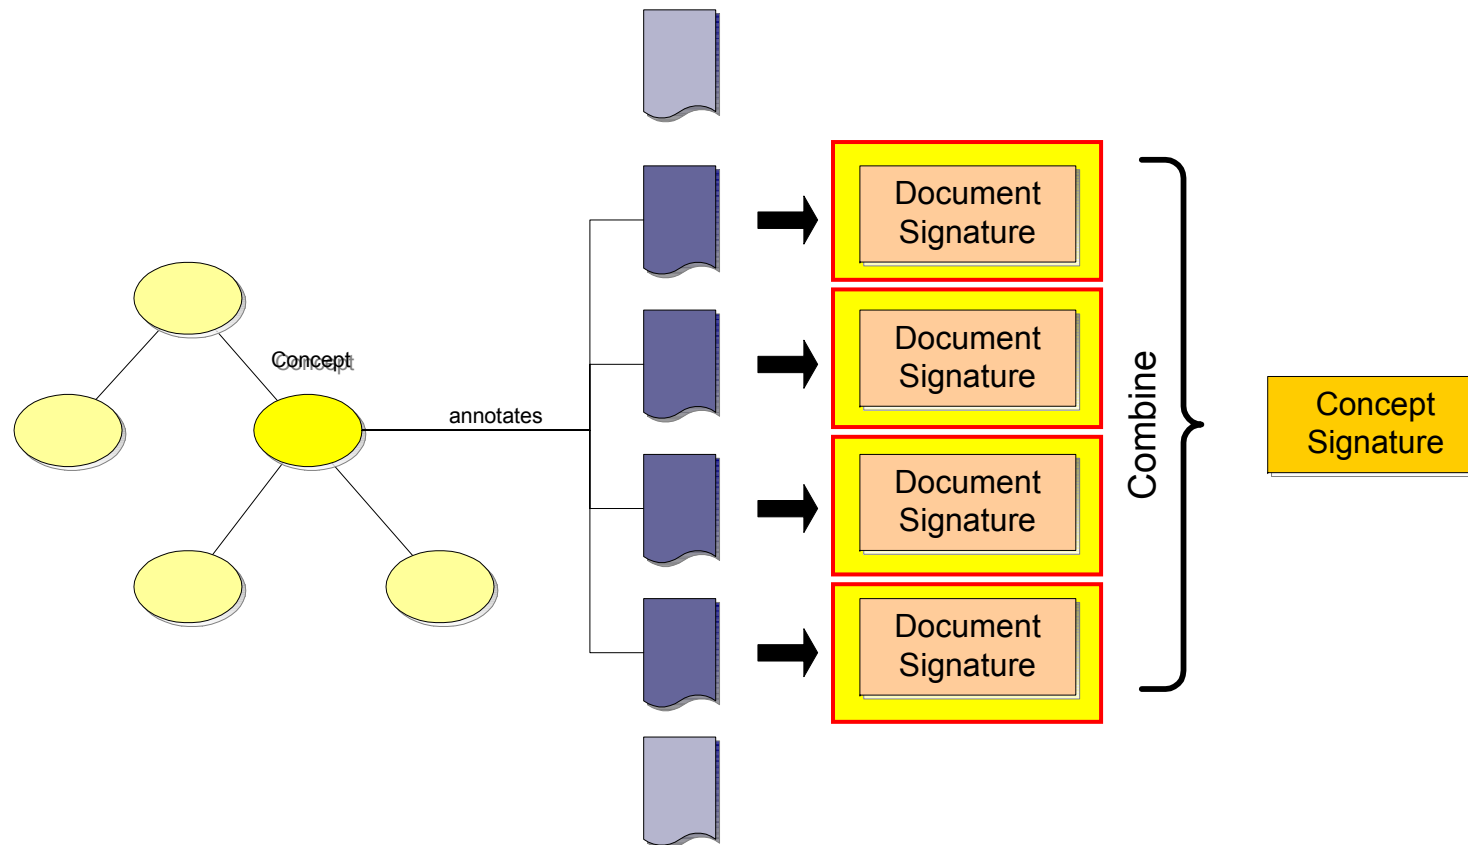 Concept
annotates
Document
Signature
Document
Signature
Document
Signature
Document
Signature
Combine
Concept
Signature